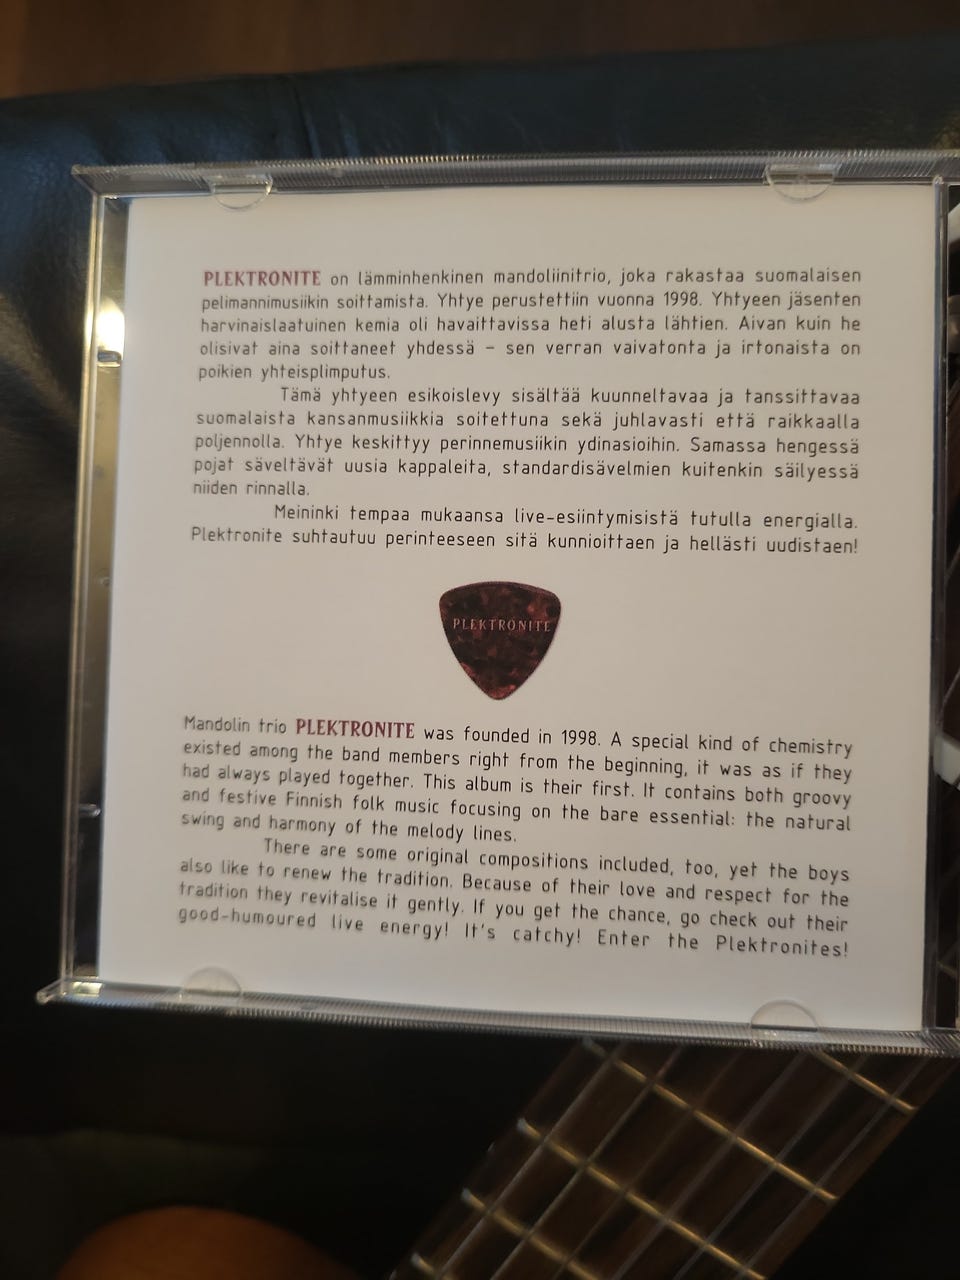 PLEKTRONITE on lämminhenkinen mandoliinitrio, joka rakastaa suomalaisen
pelimannimusiikin soittamista. Yhtye perustettiin vuonna 1998. Yhtyeen jäsenten
harvinaislaatuinen kemia oli havaittavissa heti alusta lähtien. Aivan kuin he
olisivat aina soittaneet yhdessä – sen verran vaivatonta ja irtonaista on
poikien yhteisplimputus.
Tämä yhtyeen esikoislevy sisältää kuunneltavaa ja tanssittavaa
suomalaista kansanmusiikkia soitettuna sekä juhlavasti että raikkaalla
poljennolla. Yhtye keskittyy perinnemusiikin ydinasioihin. Samassa hengessä
pojat säveltävät uusia kappaleita, standardisävelmien kuitenkin säilyessä
niiden rinnalla.
Meininki tempaa mukaansa live-esiintymisistä tutulla energialla.
Plektronite suhtautuu perinteeseen sitä kunnioittaen ja hellästi uudistaen!
PLEKTRONITE
Mandolin trio PLEKTRONITE was founded in 1998. A special kind of chemistry
existed among the band members right from the beginning, it was as if they
had always played together. This album is their first. It contains both groovy
and festive Finnish folk music focusing on the bare essential: the natural
swing and harmony of the melody lines.
There are some original compositions included, too, yet the boys
also like to renew the tradition. Because of their love and respect for the
tradition they revitalise it gently. If you get the chance, go check out their
good-humoured live energy! It's catchy! Enter the Plektronites!